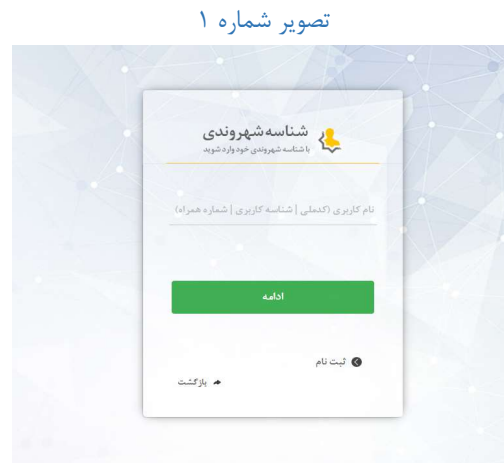 تصویر شماره ۱
شناسه شهروندی
با شناسه شهروندی خود وارد شوید
نام کاربری (کدملی | شناسه کاربری | شماره همراه)
ادامه
ثبت نام
بازگشت